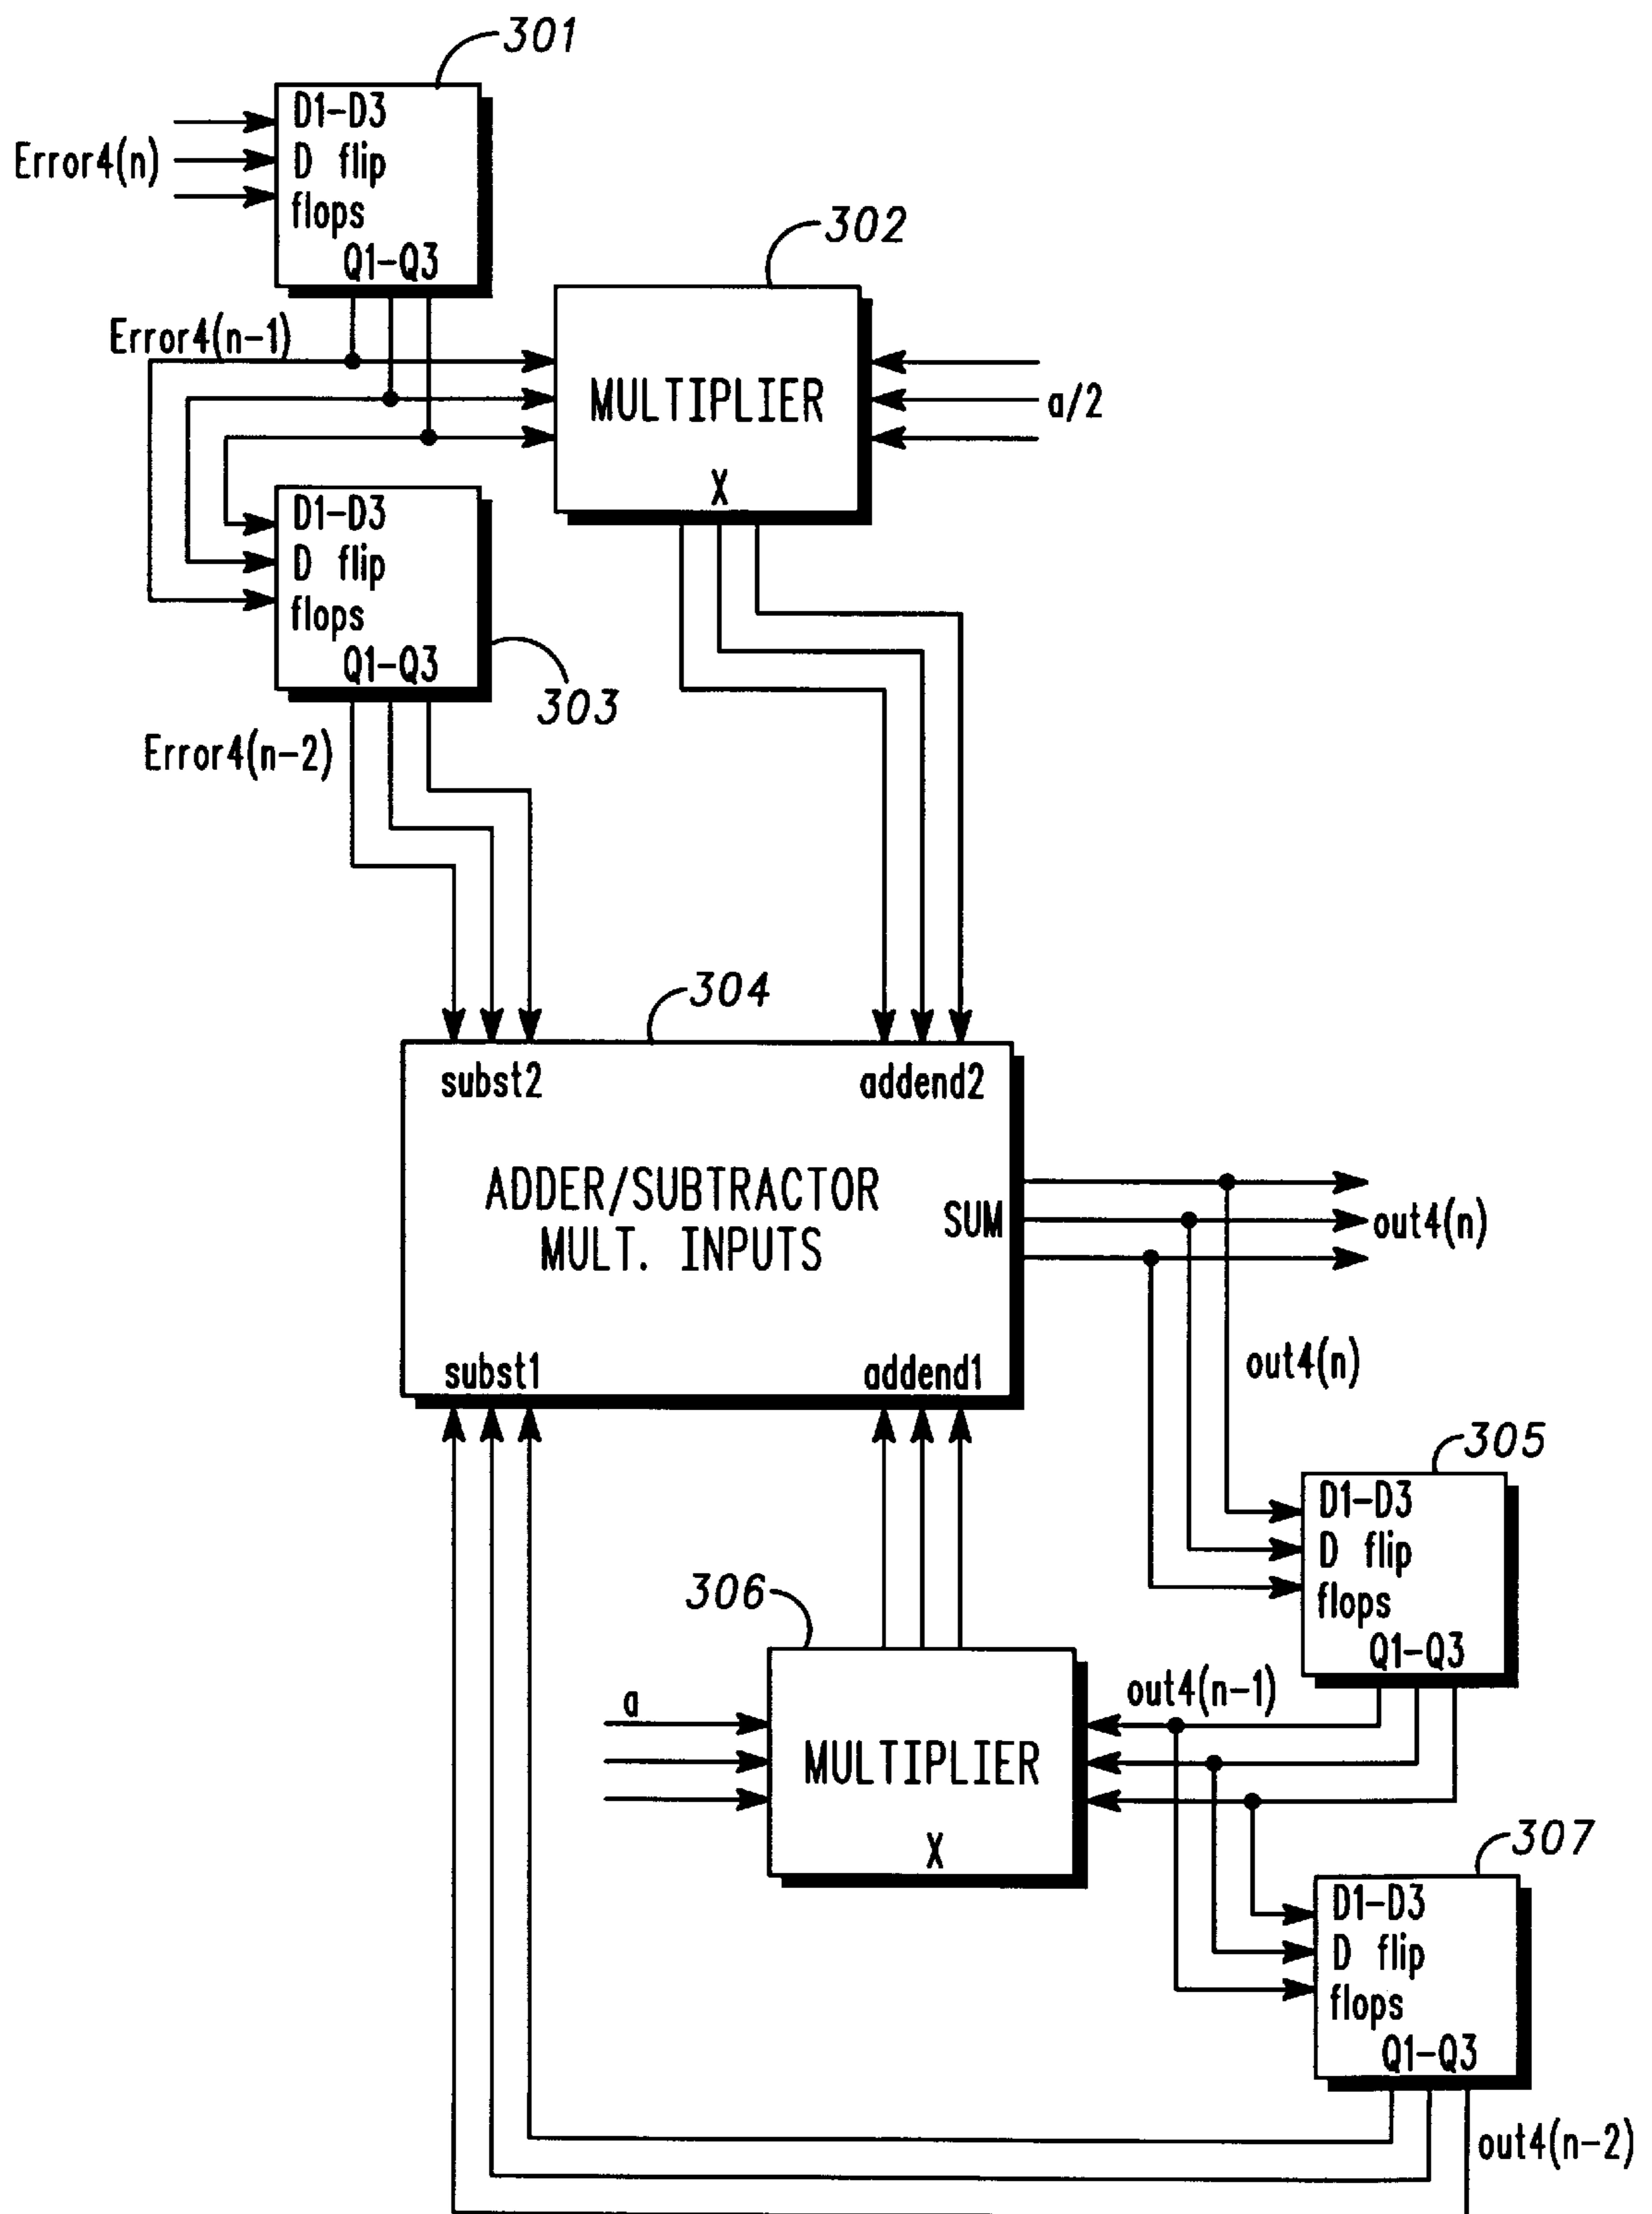 301
D1-D3
Error4(n)
D flip
flops
Q1-Q3
302
Error4(n-1)
MULTIPLIER
a/2
X
D1-D3
D flip
flops
Q1-Q3
303
Error4(n-2)
304
subst2
addend2
ADDER/SUBTRACTOR
MULT. INPUTS
SUM
out4(n)
subst1
addend1
out4(n)
305
D1-D3
D flip
flops
Q1-Q3
306
a
out4(n-1)
MULTIPLIER
X
307
D1-D3
D flip
flops
Q1-Q3
out4(n-2)